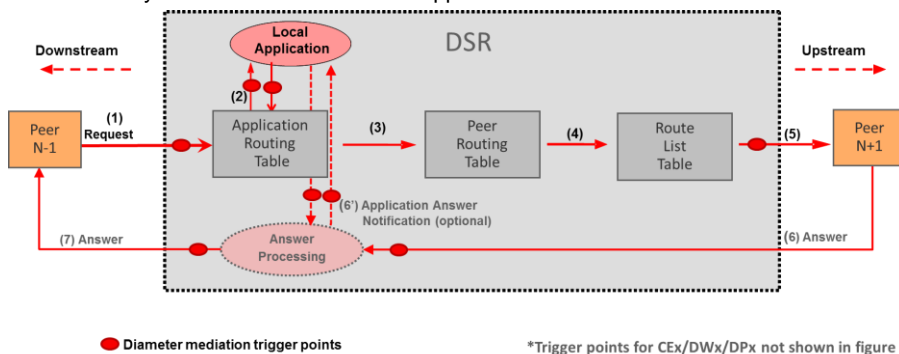 DSR
Downstream
Upstream
Local
Application
(1)
Request
(2)
(3)
(4)
(5)
Peer
N-1
Application
Routing
Table
Peer
Routing
Table
Route
List
Table
Peer
N+1
(6') Application Answer
Notification (optional)
(7) Answer
Answer
Processing
(6) Answer
Diameter mediation trigger points
*Trigger points for CEx/DWx/DPx not shown in figure